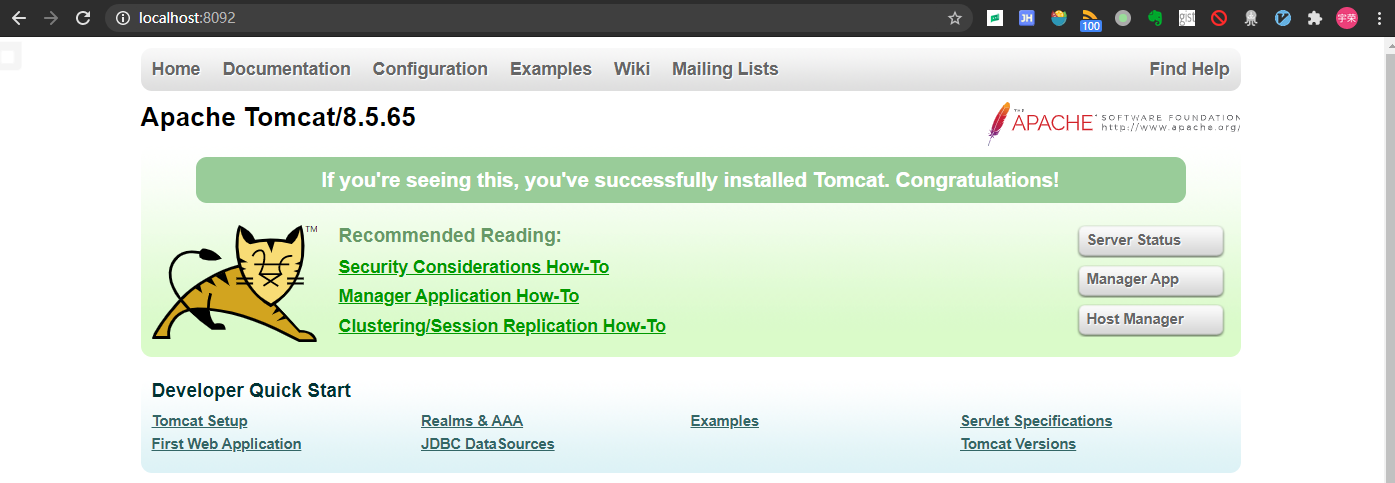 localhost:8092
JH
100
gist
宇荣
Home Documentation Configuration Examples Wiki Mailing Lists Find Help
Apache Tomcat/8.5.65
THE
APACHE SOFTWARE FOUNDATION
http://www.apache.org/
If you're seeing this, you've successfully installed Tomcat. Congratulations!
TM
Recommended Reading:
Security Considerations How-To
Manager Application How-To
Clustering/Session Replication How-To
Server Status
Manager App
Host Manager
Developer Quick Start
Tomcat Setup Realms & AAA Examples Servlet Specifications
First Web Application JDBC DataSources Tomcat Versions